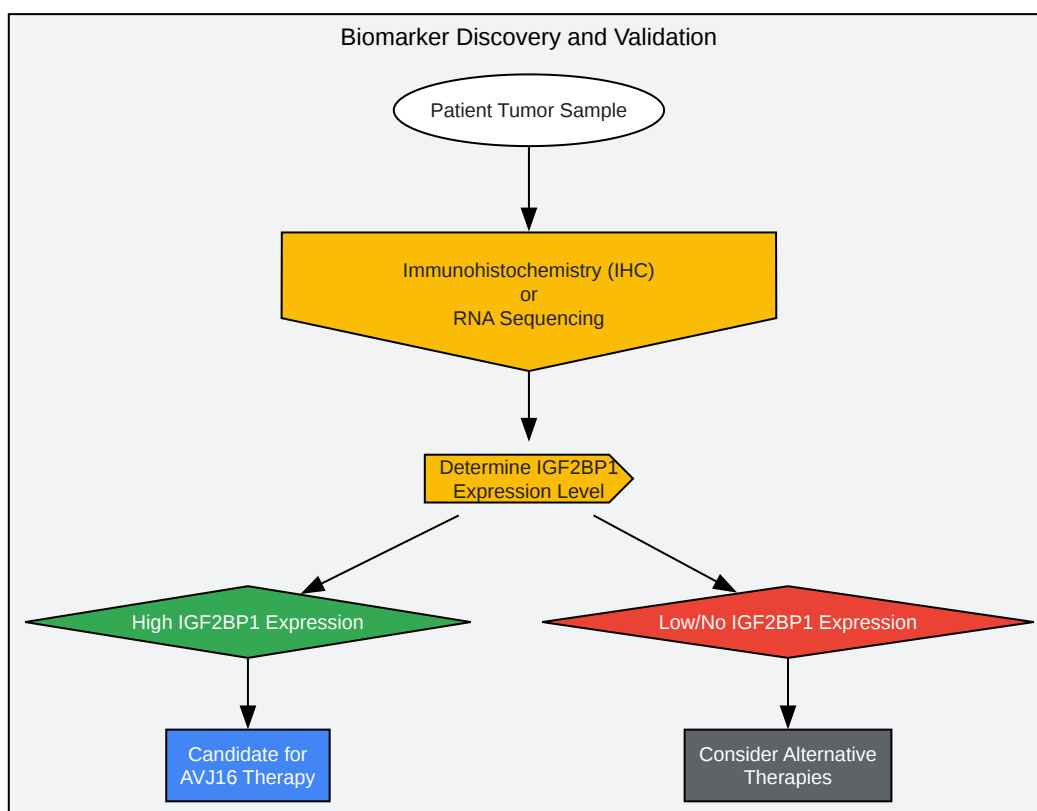 Biomarker Discovery and Validation
Patient Tumor Sample
Immunohistochemistry (IHC)
or
RNA Sequencing
Determine IGF2BP1
Expression Level
High IGF2BP1 Expression
Low/No IGF2BP1 Expression
Candidate for
AVJ16 Therapy
Consider Alternative
Therapies